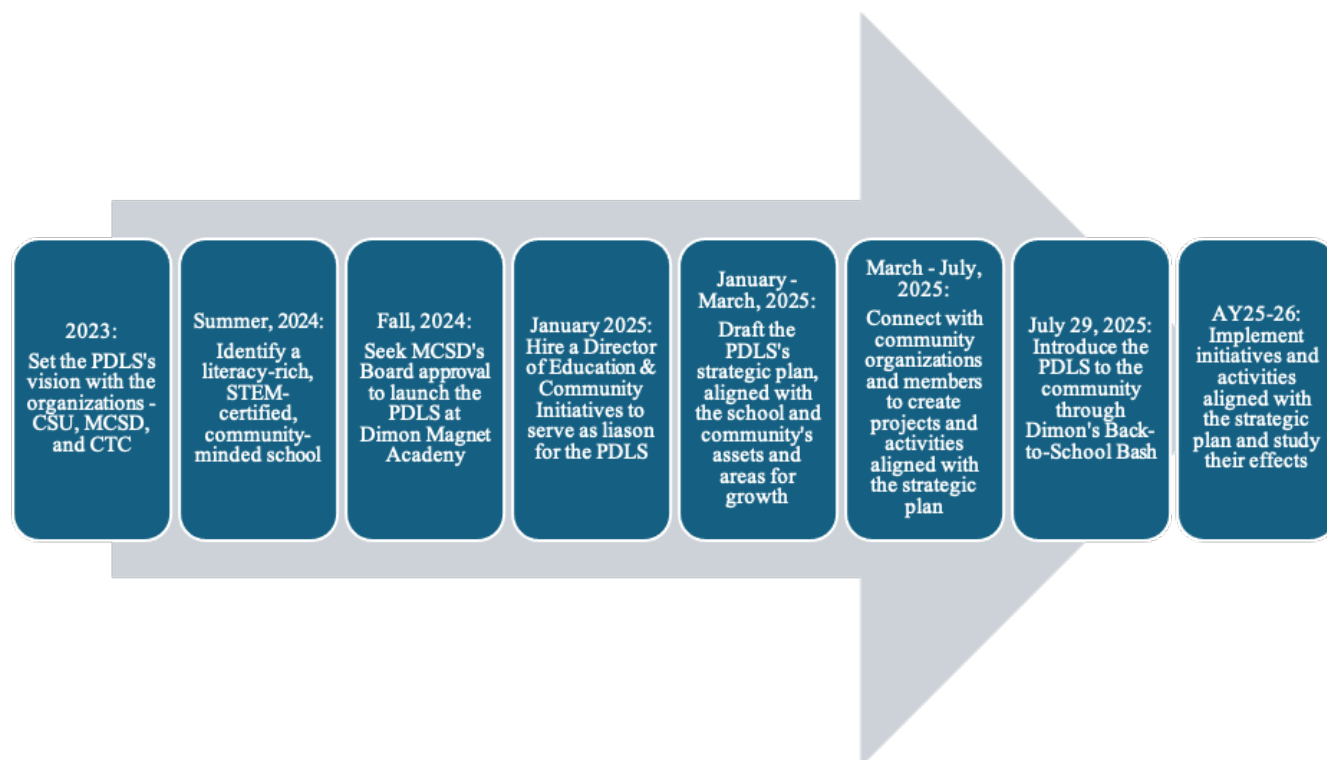 2023:
Set the PDLS's
vision with the
organizations -
CSU, MCSD,
and CTC
Summer, 2024:
Identify a
literacy-rich,
STEM-
certified,
community-
minded school
Fall, 2024:
Seek MCSD's
Board approval
to launch the
PDLS at
Dimon Magnet
Acadeny
January 2025:
Hire a Director
of Education &
Community
Initiatives to
serve as liason
for the PDLS
January -
March, 2025:
Draft the
PDLS's
strategic plan,
aligned with
the school and
community's
assets and
areas for
growth
March - July,
2025:
Connect with
community
organizations
and members
to create
projects and
activities
aligned with
the strategic
plan
July 29, 2025:
Introduce the
PDLS to the
community
through
Dimon's Back-
to-School Bash
AY25-26:
Implement
initiatives and
activities
aligned with
the strategic
plan and study
their effects